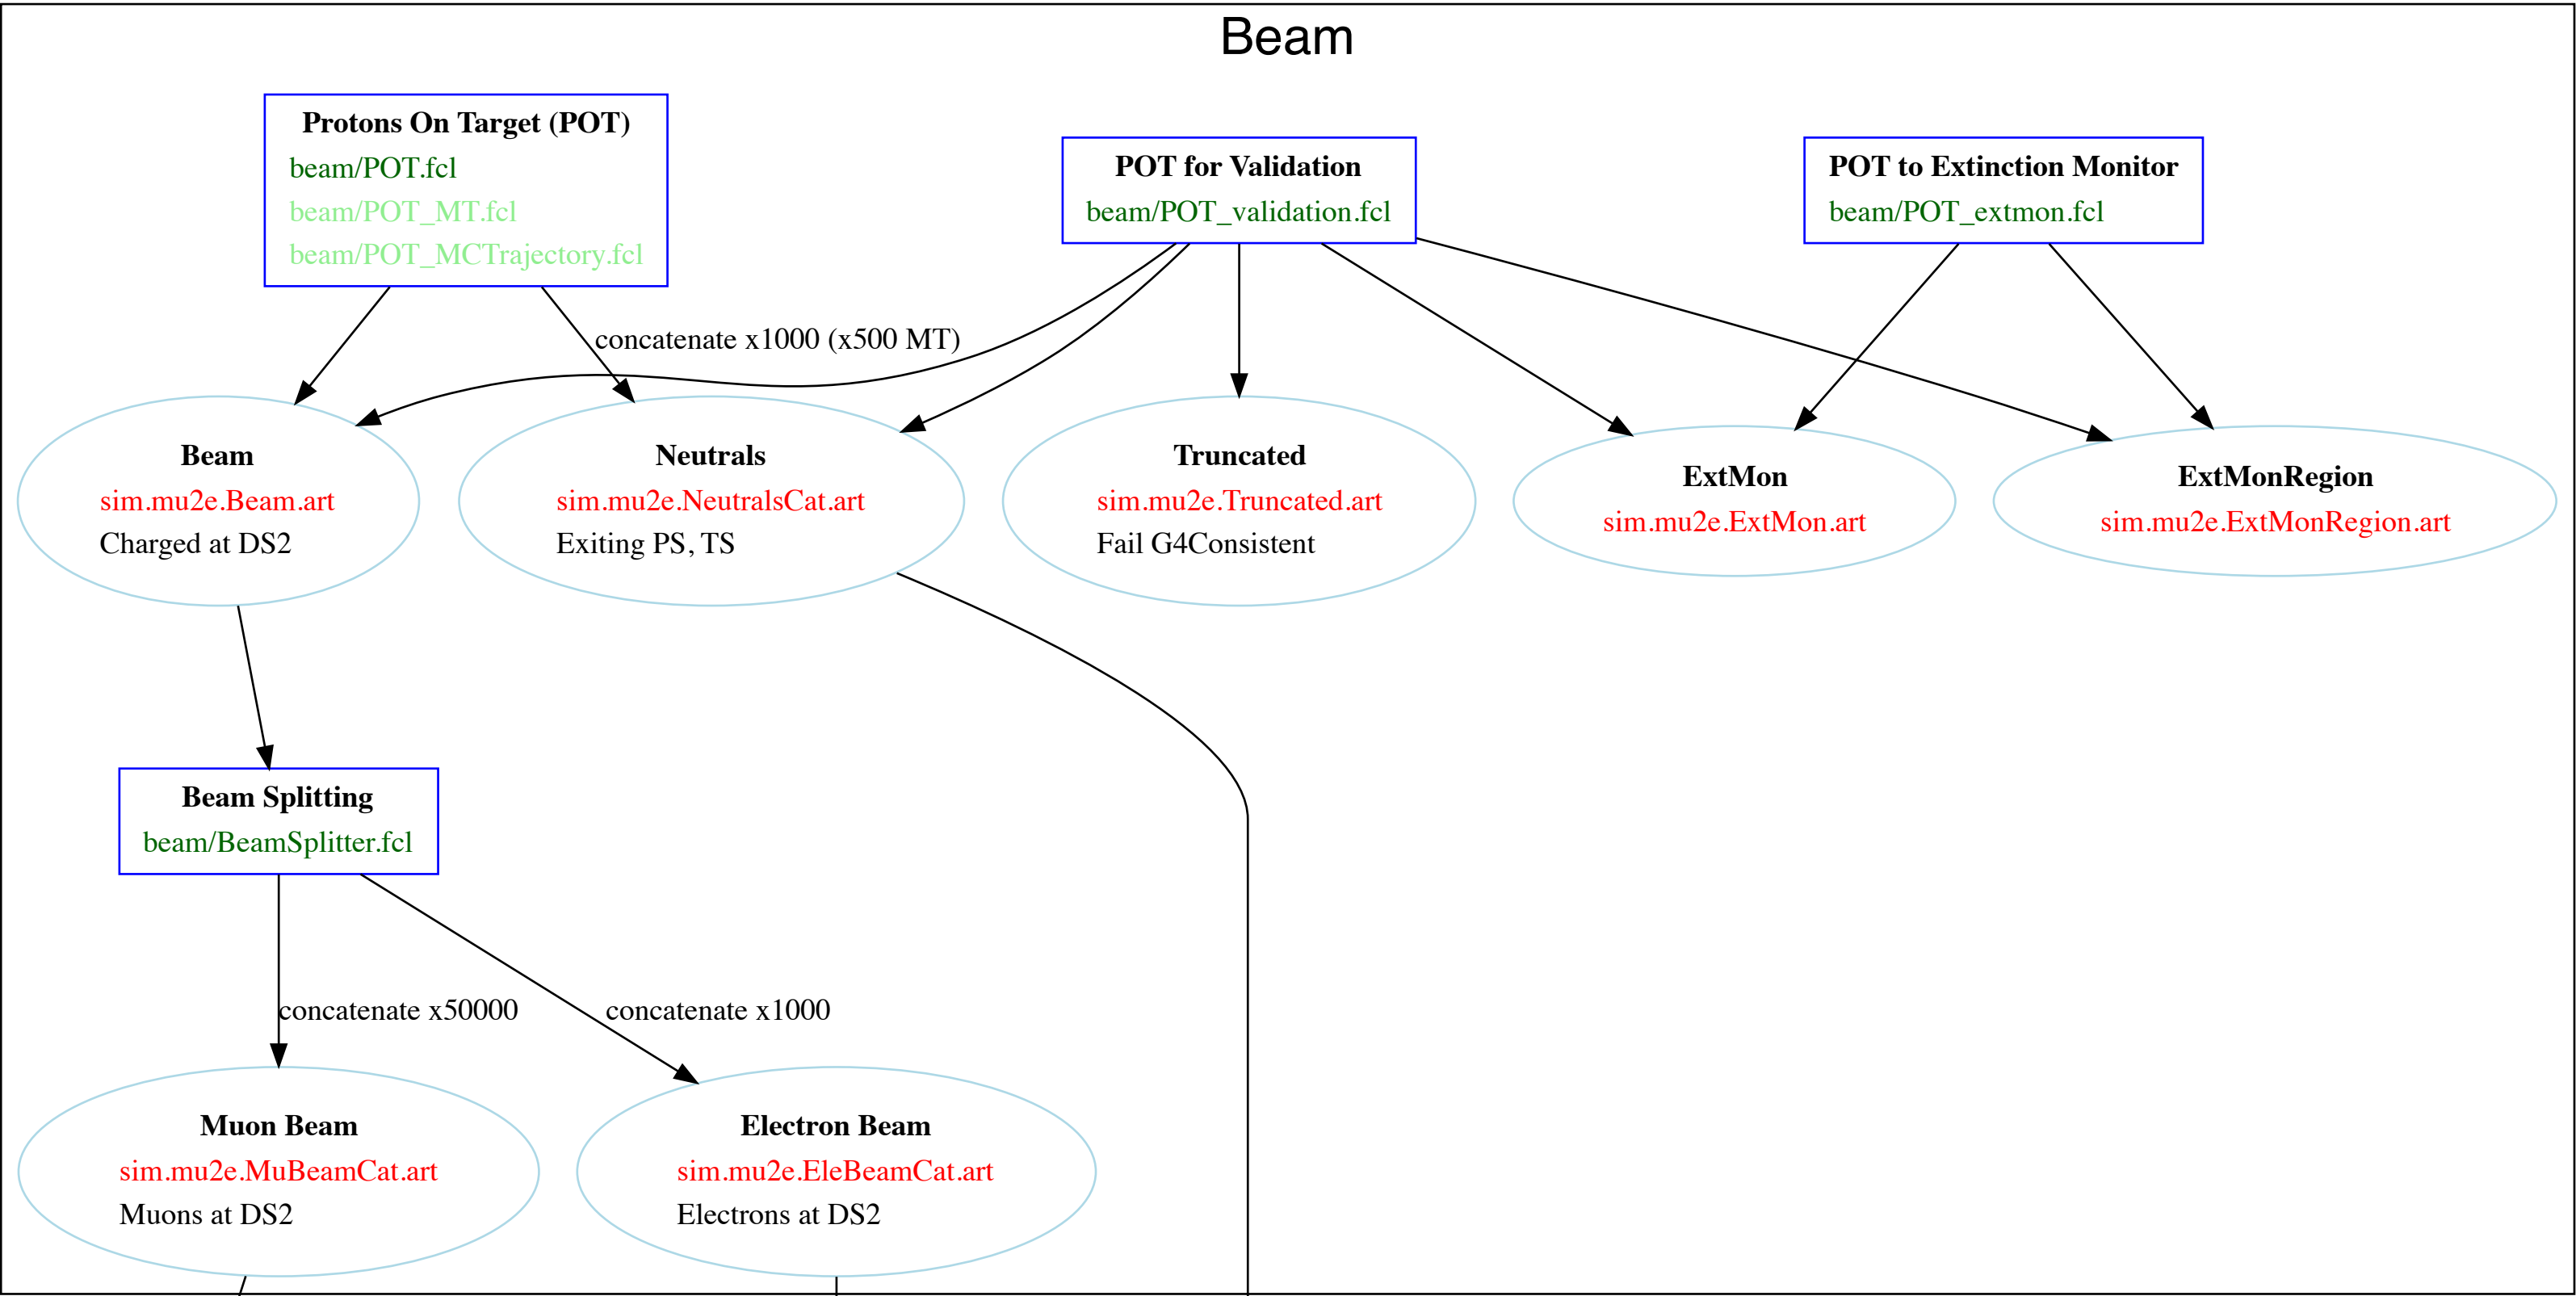 Beam
Protons On Target (POT)
beam/POT.fcl
beam/POT_MT.fcl
beam/POT_MCTrajectory.fcl
POT for Validation
beam/POT_validation.fcl
POT to Extinction Monitor
beam/POT_extmon.fcl
concatenate x1000 (x500 MT)
Beam
sim.mu2e.Beam.art
Charged at DS2
Neutrals
sim.mu2e.NeutralsCat.art
Exiting PS, TS
Truncated
sim.mu2e.Truncated.art
Fail G4Consistent
ExtMon
sim.mu2e.ExtMon.art
ExtMonRegion
sim.mu2e.ExtMonRegion.art
Beam Splitting
beam/BeamSplitter.fcl
concatenate x50000
concatenate x1000
Muon Beam
sim.mu2e.MuBeamCat.art
Muons at DS2
Electron Beam
sim.mu2e.EleBeamCat.art
Electrons at DS2